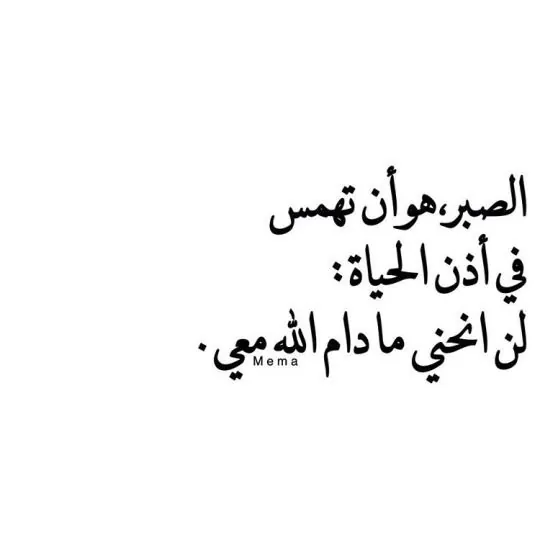 الصبر،هو أن تهمس
في أذن الحياة:
لن انحني ما دام الله معي.
Mema